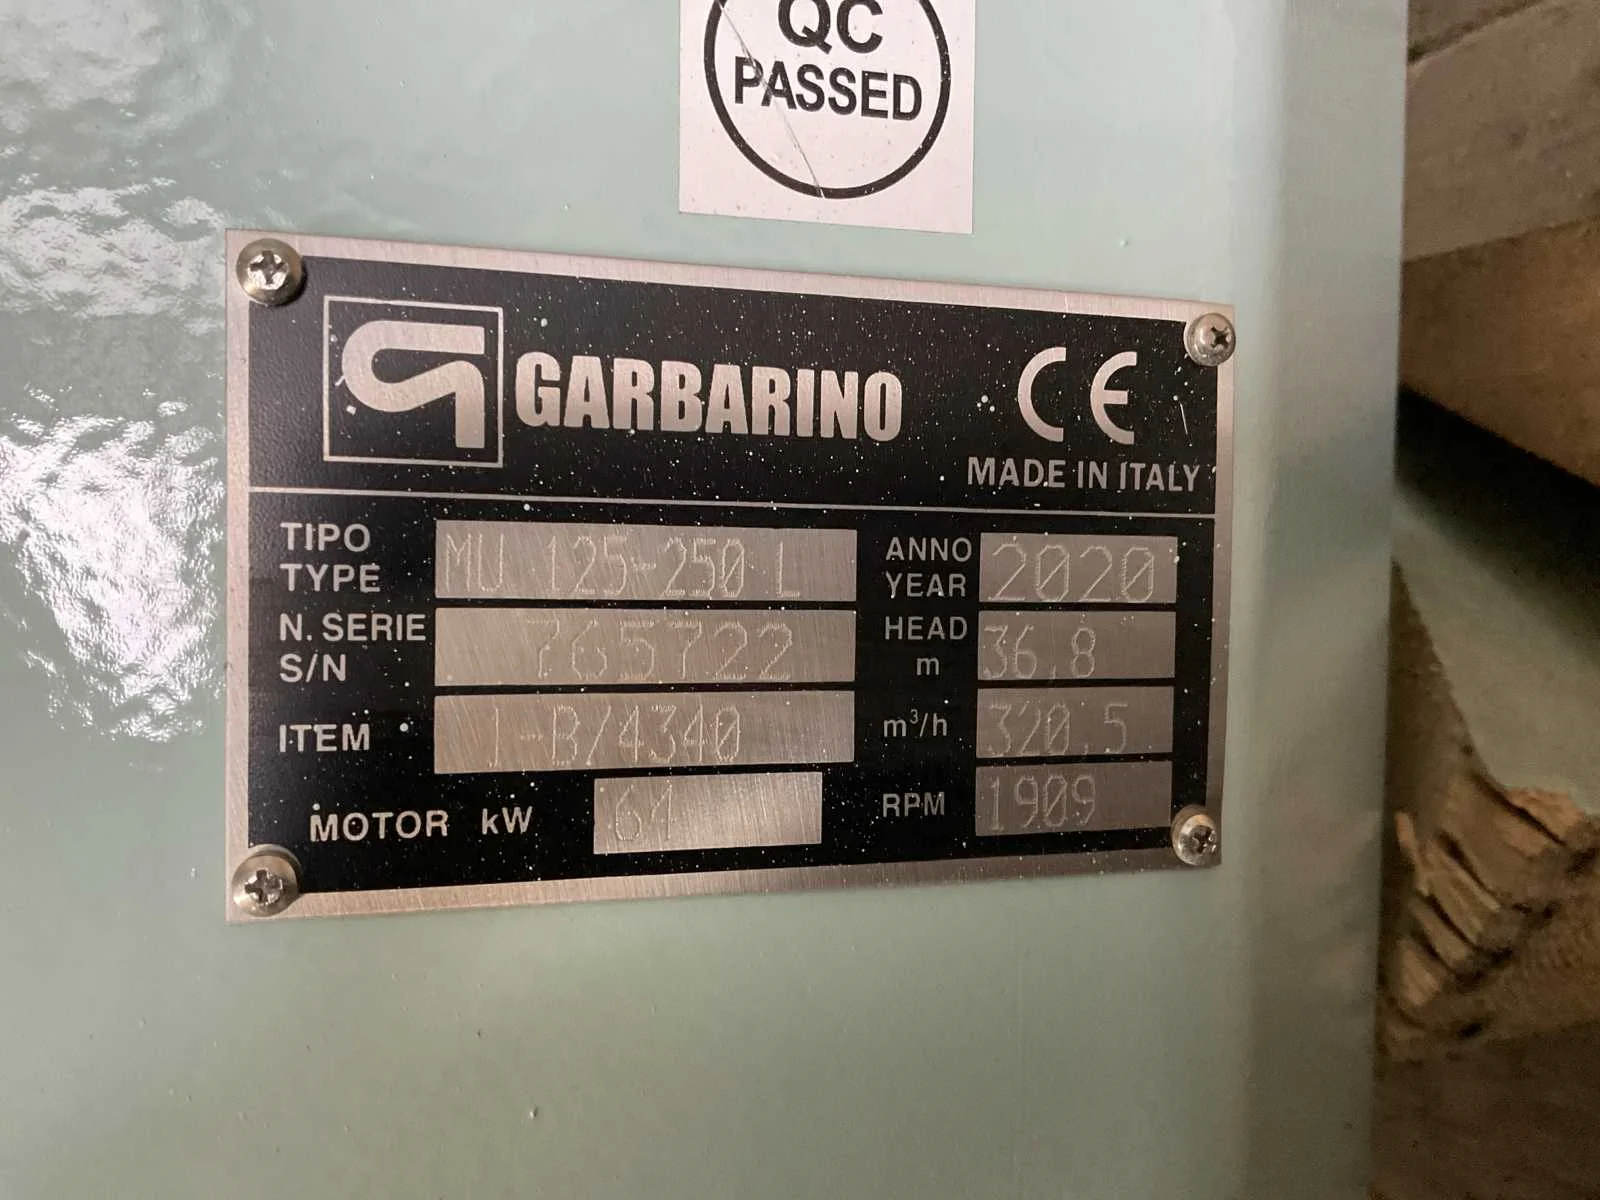 QC
PASSED
GARBARINO
CE
MADE IN ITALY
TIPO
TYPE
MU 125-250 L
ANNO
YEAR
2020
N. SERIE
S/N
765722
HEAD
m
36,8
ITEM
1-B/4340
m³/h
320,5
MOTOR kW
64
RPM
1909